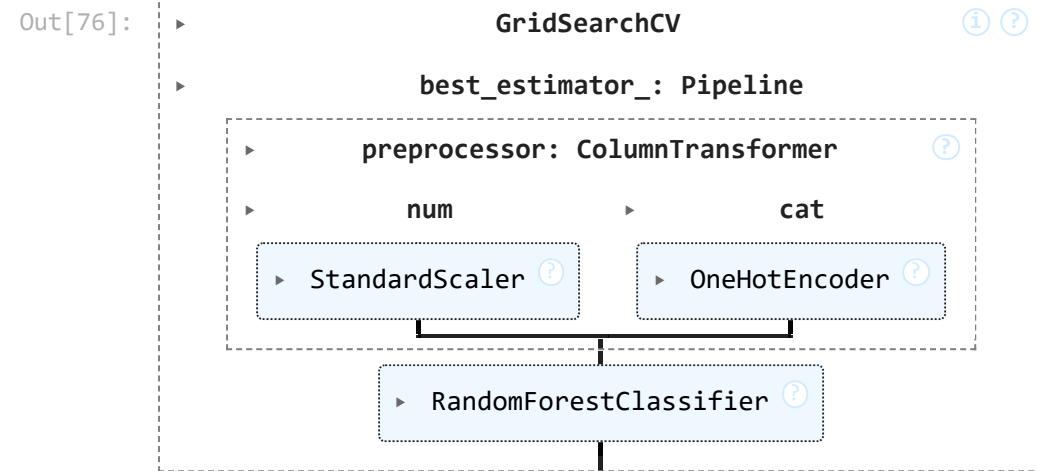 Out[76]: ▸ GridSearchCV i ?
▸ best_estimator_: Pipeline
▸ preprocessor: ColumnTransformer ?
▸ num ▸ cat
▸ StandardScaler ? ▸ OneHotEncoder ?
▸ RandomForestClassifier ?